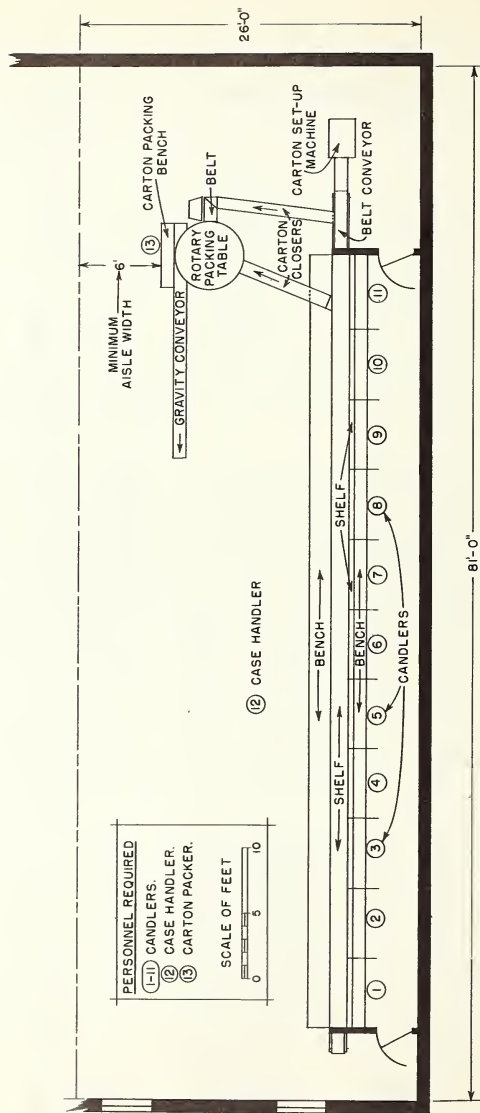 26'-0"
81'-0"
CARTON PACKING
BENCH
13
6'
MINIMUM
AISLE WIDTH
BELT
ROTARY
PACKING
TABLE
GRAVITY CONVEYOR
CARTON
CLOSERS
CARTON SET-UP
MACHINE
BELT CONVEYOR
12 CASE HANDLER
PERSONNEL REQUIRED
1-11 CANDLERS.
12 CASE HANDLER.
13 CARTON PACKER.
SCALE OF FEET
0 5 10
BENCH
SHELF
SHELF
BENCH
1 2 3 4 5 6 7 8 9 10 11
CANDLERS